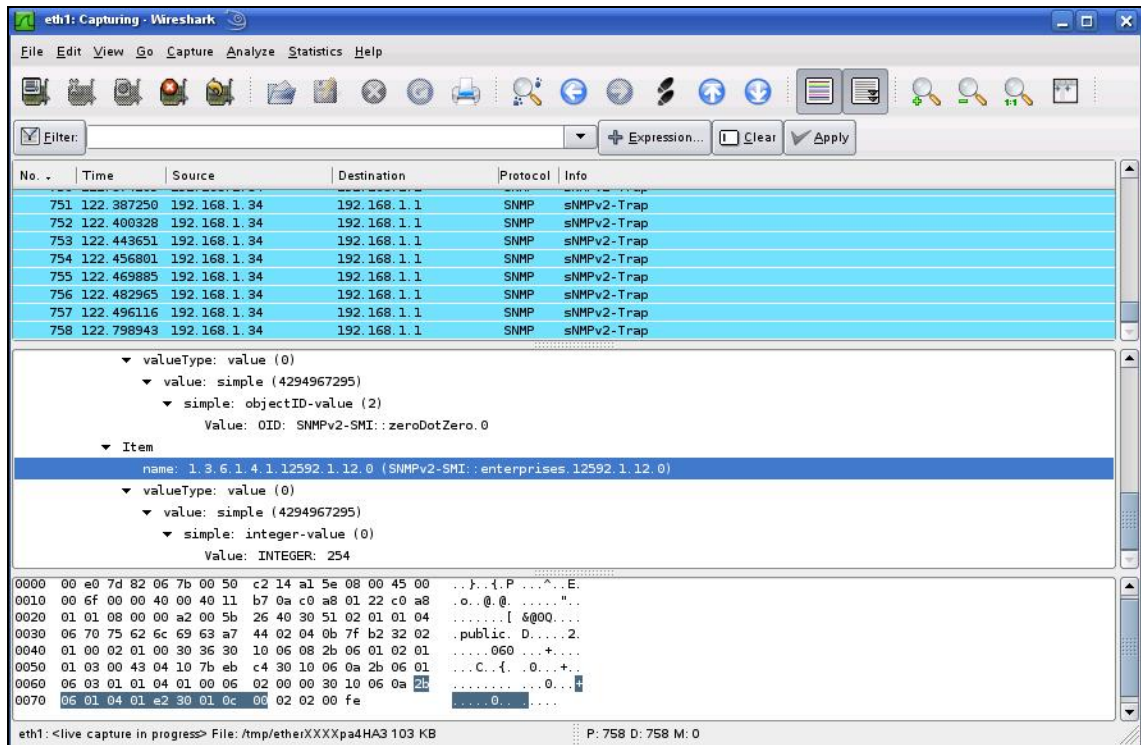 eth1: Capturing - Wireshark
File Edit View Go Capture Analyze Statistics Help
Filter: Expression... Clear Apply
No. - Time Source Destination Protocol Info
751 122.387250 192.168.1.34 192.168.1.1 SNMP sNMPv2-Trap
752 122.400328 192.168.1.34 192.168.1.1 SNMP sNMPv2-Trap
753 122.443651 192.168.1.34 192.168.1.1 SNMP sNMPv2-Trap
754 122.456801 192.168.1.34 192.168.1.1 SNMP sNMPv2-Trap
755 122.469885 192.168.1.34 192.168.1.1 SNMP sNMPv2-Trap
756 122.482965 192.168.1.34 192.168.1.1 SNMP sNMPv2-Trap
757 122.496116 192.168.1.34 192.168.1.1 SNMP sNMPv2-Trap
758 122.798943 192.168.1.34 192.168.1.1 SNMP sNMPv2-Trap
valueType: value (0)
value: simple (4294967295)
simple: objectID-value (2)
Value: OID: SNMPv2-SMI::zeroDotZero.0
Item
name: 1.3.6.1.4.1.12592.1.12.0 (SNMPv2-SMI::enterprises.12592.1.12.0)
valueType: value (0)
value: simple (4294967295)
simple: integer-value (0)
Value: INTEGER: 254
0000 00 e0 7d 82 06 7b 00 50 c2 14 a1 5e 08 00 45 00 ..}..{.P ...^..E.
0010 00 6f 00 00 40 00 40 11 b7 0a c0 a8 01 22 c0 a8 .o..@.@. ....."..
0020 01 01 08 00 00 a2 00 5b 26 40 30 51 02 01 01 04 .......[ &@0Q....
0030 06 70 75 62 6c 69 63 a7 44 02 04 0b 7f b2 32 02 .public. D.....2.
0040 01 00 02 01 00 30 36 30 10 06 08 2b 06 01 02 01 .....060 ...+....
0050 01 03 00 43 04 10 7b eb c4 30 10 06 0a 2b 06 01 ...C..{. .0...+..
0060 06 03 01 01 04 01 00 06 02 00 00 30 10 06 0a 2b ........ ...0...+
0070 06 01 04 01 e2 30 01 0c 00 02 02 00 fe .....0.. .....
eth1: <live capture in progress> File: /tmp/etherXXXXpa4HA3 103 KB P: 758 D: 758 M: 0